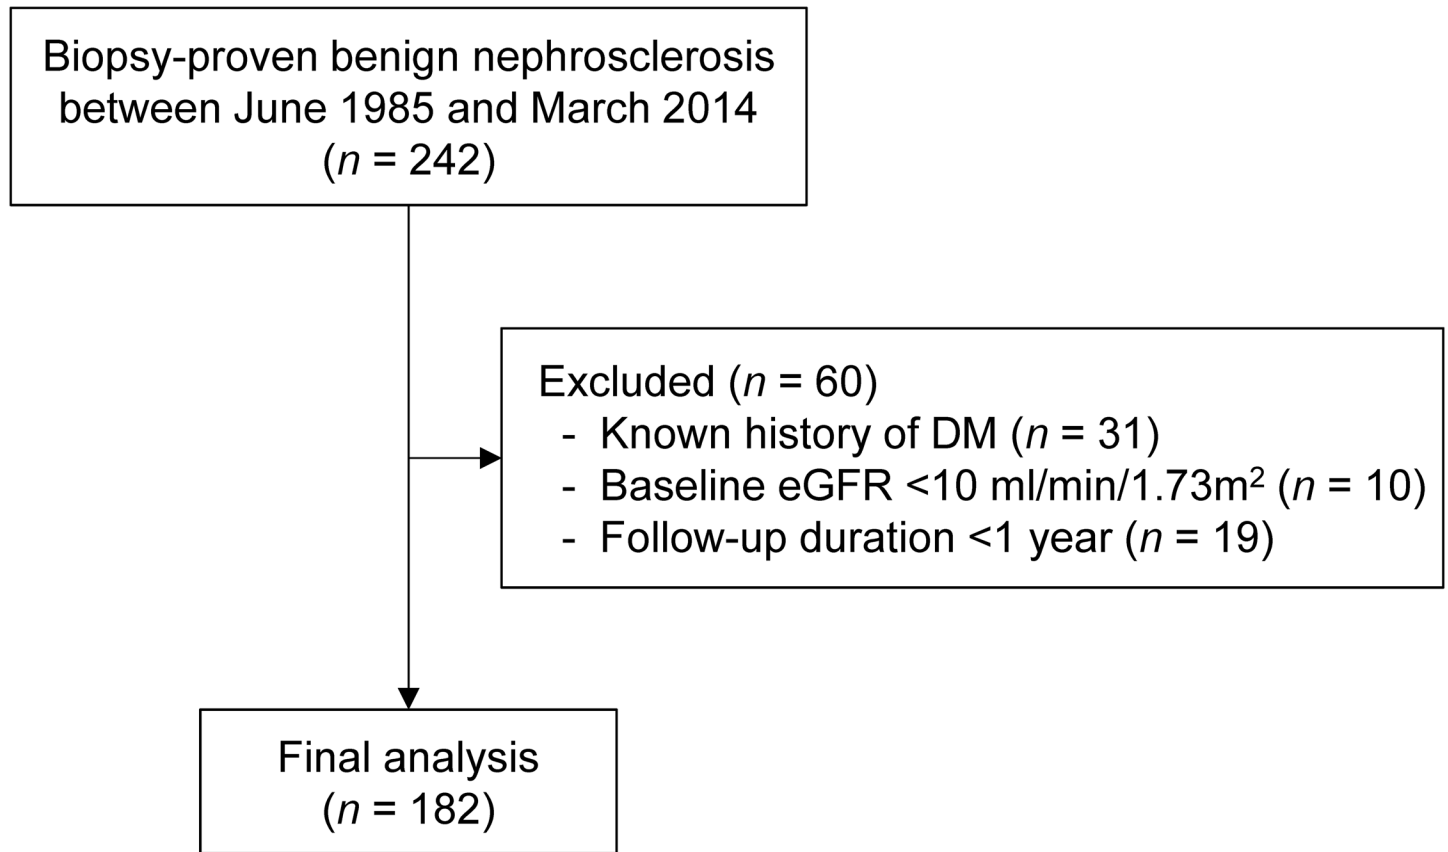 Biopsy-proven benign nephrosclerosis
between June 1985 and March 2014
(n = 242)
Excluded (n = 60)
- Known history of DM (n = 31)
- Baseline eGFR <10 ml/min/1.73m² (n = 10)
- Follow-up duration <1 year (n = 19)
Final analysis
(n = 182)